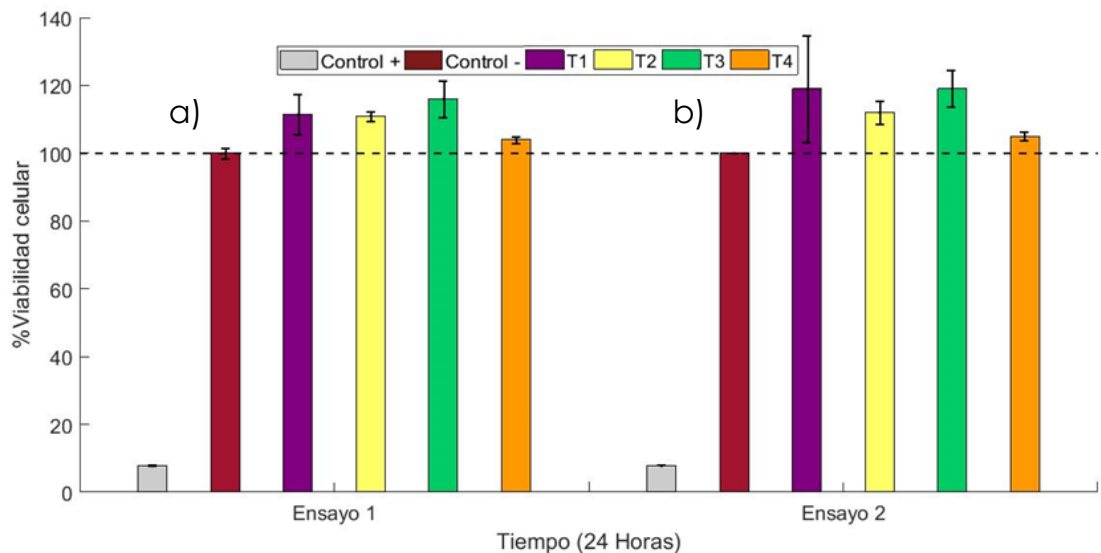 140
120
100
80
60
40
20
0
%Viabilidad celular
Control + Control - T1 T2 T3 T4
a) b)
Ensayo 1 Ensayo 2
Tiempo (24 Horas)